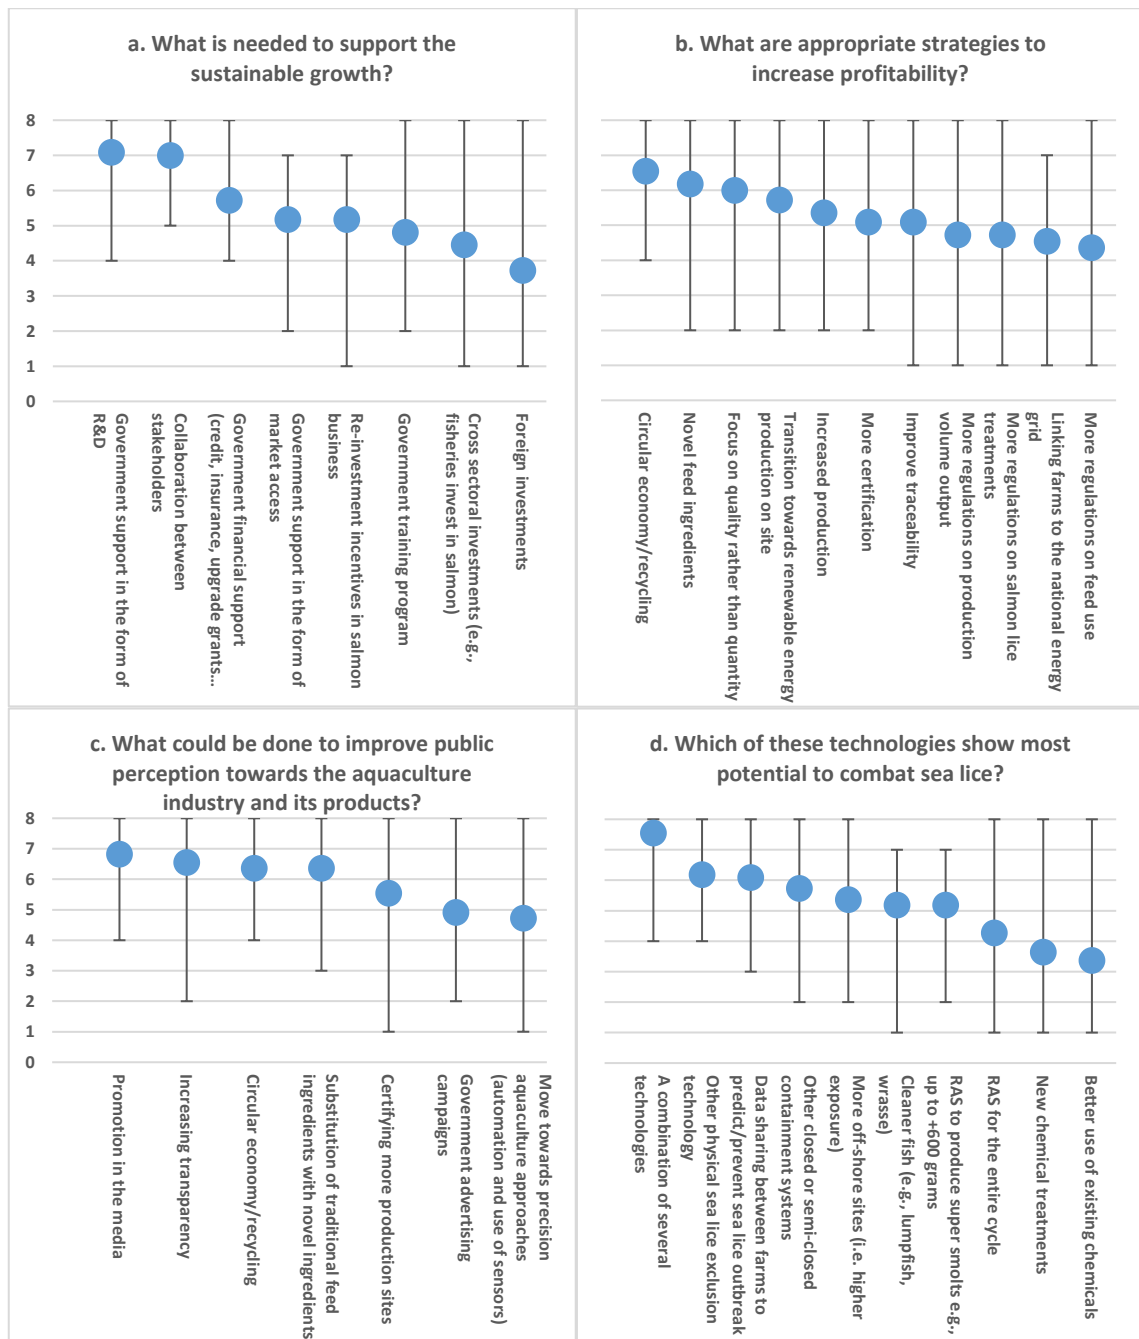 a. What is needed to support the
sustainable growth?
8
7
6
5
4
3
2
1
0
Government support in the form of
R&D
Collaboration between
stakeholders
Government financial support
(credit, insurance, upgrade grants...
Government support in the form of
market access
Re-investment incentives in salmon
business
Government training program
Cross sectoral investments (e.g.,
fisheries invest in salmon)
Foreign investments
b. What are appropriate strategies to
increase profitability?
Circular economy/recycling
Novel feed ingredients
Focus on quality rather than quantity
Transition towards renewable energy
production on site
Increased production
More certification
Improve traceability
More regulations on production
volume output
More regulations on salmon lice
treatments
Linking farms to the national energy
grid
More regulations on feed use
c. What could be done to improve public
perception towards the aquaculture
industry and its products?
8
7
6
5
4
3
2
1
0
Promotion in the media
Increasing transparency
Circular economy/recycling
Substitution of traditional feed
ingredients with novel ingredients
Certifying more production sites
Government advertising
campaigns
Move towards precision
aquaculture approaches
(automation and use of sensors)
d. Which of these technologies show most
potential to combat sea lice?
A combination of several
technologies
Other physical sea lice exclusion
technology
Data sharing between farms to
predict/prevent sea lice outbreak
Other closed or semi-closed
containment systems
More off-shore sites (i.e. higher
exposure)
Cleaner fish (e.g., lumpfish,
wrasse)
RAS to produce super smolts e.g.,
up to +600 grams
RAS for the entire cycle
New chemical treatments
Better use of existing chemicals